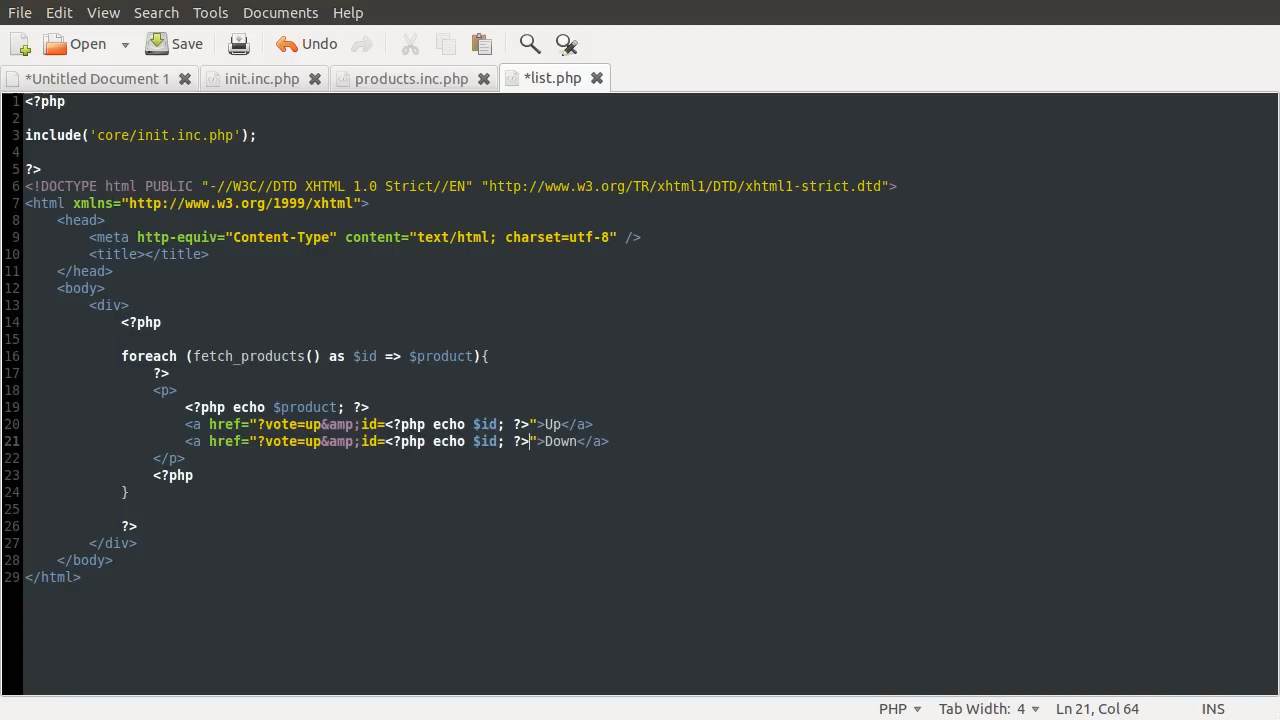 File Edit View Search Tools Documents Help
Open Save Undo
*Untitled Document 1 init.inc.php products.inc.php *list.php
1 <?php
2
3 include('core/init.inc.php');
4
5 ?>
6 <!DOCTYPE html PUBLIC "-//W3C//DTD XHTML 1.0 Strict//EN" "http://www.w3.org/TR/xhtml1/DTD/xhtml1-strict.dtd">
7 <html xmlns="http://www.w3.org/1999/xhtml">
8     <head>
9         <meta http-equiv="Content-Type" content="text/html; charset=utf-8" />
10         <title></title>
11     </head>
12     <body>
13         <div>
14             <?php
15
16             foreach (fetch_products() as $id => $product){
17                 ?>
18                 <p>
19                     <?php echo $product; ?>
20                     <a href="?vote=up&amp;id=<?php echo $id; ?>">Up</a>
21                     <a href="?vote=up&amp;id=<?php echo $id; ?>">Down</a>
22                 </p>
23                 <?php
24             }
25
26             ?>
27         </div>
28     </body>
29 </html>
PHP Tab Width: 4 Ln 21, Col 64 INS